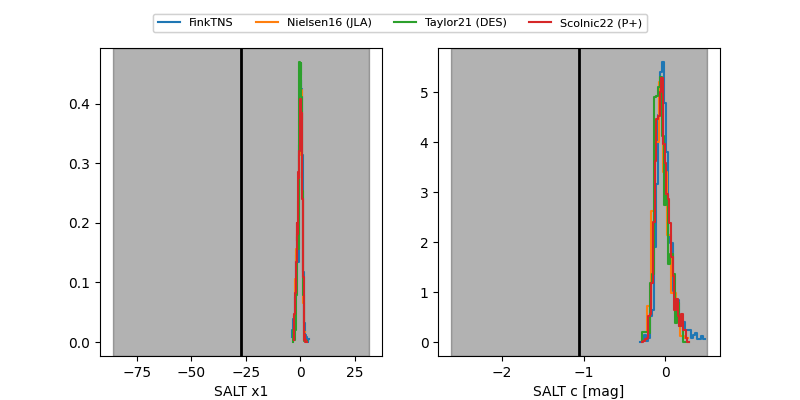 FinkTNS Nielsen16 (JLA) Taylor21 (DES) Scolnic22 (P+)
0.4
0.3
0.2
0.1
0.0
−75 −50 −25 0 25
SALT x1
5
4
3
2
1
0
−2 −1 0
SALT c [mag]